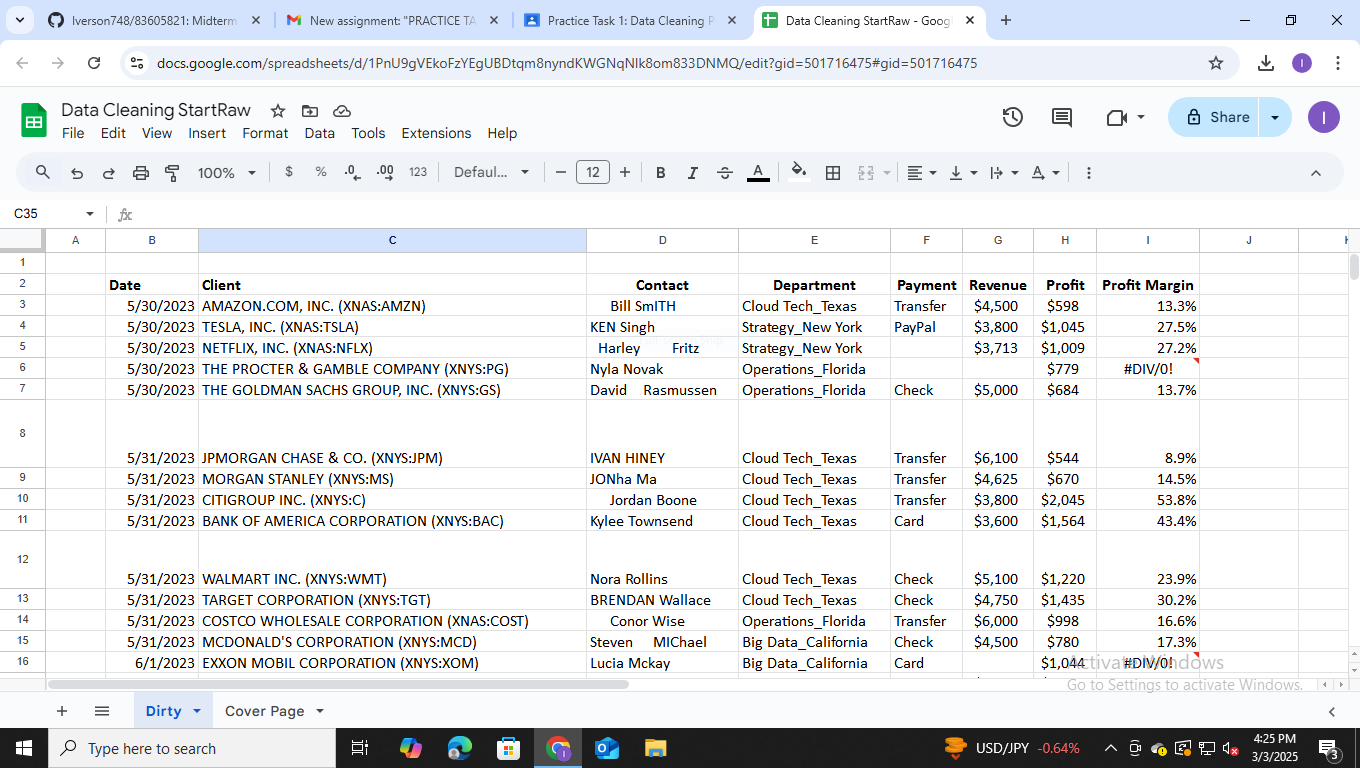 Iverson748/83605821: Midterm
New assignment: "PRACTICE TA
Practice Task 1: Data Cleaning P
Data Cleaning StartRaw - Goog
docs.google.com/spreadsheets/d/1PnU9gVEkoFzYEgUBDtqm8nyndKWGNqNlk8om833DNMQ/edit?gid=501716475#gid=501716475
I
Data Cleaning StartRaw
File Edit View Insert Format Data Tools Extensions Help
Share
I
100% $ % .0 .00 123 Defaul... 12 B I S A A
C35 fx
A B C D E F G H I J K
1
2 Date Client Contact Department Payment Revenue Profit Profit Margin
3 5/30/2023 AMAZON.COM, INC. (XNAS:AMZN) Bill SmITH Cloud Tech_Texas Transfer $4,500 $598 13.3%
4 5/30/2023 TESLA, INC. (XNAS:TSLA) KEN Singh Strategy_New York PayPal $3,800 $1,045 27.5%
5 5/30/2023 NETFLIX, INC. (XNAS:NFLX) Harley Fritz Strategy_New York $3,713 $1,009 27.2%
6 5/30/2023 THE PROCTER & GAMBLE COMPANY (XNYS:PG) Nyla Novak Operations_Florida $779 #DIV/0!
7 5/30/2023 THE GOLDMAN SACHS GROUP, INC. (XNYS:GS) David Rasmussen Operations_Florida Check $5,000 $684 13.7%
8 5/31/2023 JPMORGAN CHASE & CO. (XNYS:JPM) IVAN HINEY Cloud Tech_Texas Transfer $6,100 $544 8.9%
9 5/31/2023 MORGAN STANLEY (XNYS:MS) JONha Ma Cloud Tech_Texas Transfer $4,625 $670 14.5%
10 5/31/2023 CITIGROUP INC. (XNYS:C) Jordan Boone Cloud Tech_Texas Transfer $3,800 $2,045 53.8%
11 5/31/2023 BANK OF AMERICA CORPORATION (XNYS:BAC) Kylee Townsend Cloud Tech_Texas Card $3,600 $1,564 43.4%
12 5/31/2023 WALMART INC. (XNYS:WMT) Nora Rollins Cloud Tech_Texas Check $5,100 $1,220 23.9%
13 5/31/2023 TARGET CORPORATION (XNYS:TGT) BRENDAN Wallace Cloud Tech_Texas Check $4,750 $1,435 30.2%
14 5/31/2023 COSTCO WHOLESALE CORPORATION (XNAS:COST) Conor Wise Operations_Florida Transfer $6,000 $998 16.6%
15 5/31/2023 MCDONALD'S CORPORATION (XNYS:MCD) Steven MIChael Big Data_California Check $4,500 $780 17.3%
16 6/1/2023 EXXON MOBIL CORPORATION (XNYS:XOM) Lucia Mckay Big Data_California Card $1,044 #DIV/0!
Activate Windows
Go to Settings to activate Windows.
Dirty Cover Page
Type here to search
USD/JPY -0.64%
4:25 PM
3/3/2025
3